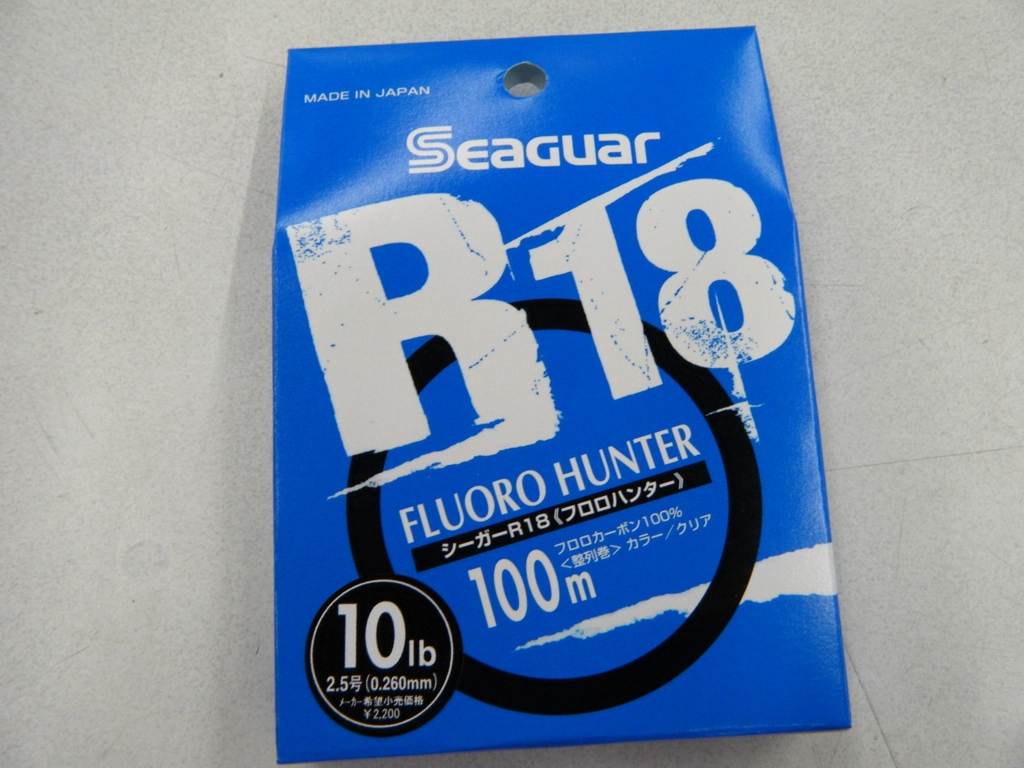 MADE IN JAPAN
SEAGUAR
R18
FLUORO HUNTER
シーガーR18《フロロハンター》
100m
フロロカーボン100%
<整列巻> カラー/クリア
10lb
2.5号(0.260mm)
メーカー希望小売価格
¥2,200